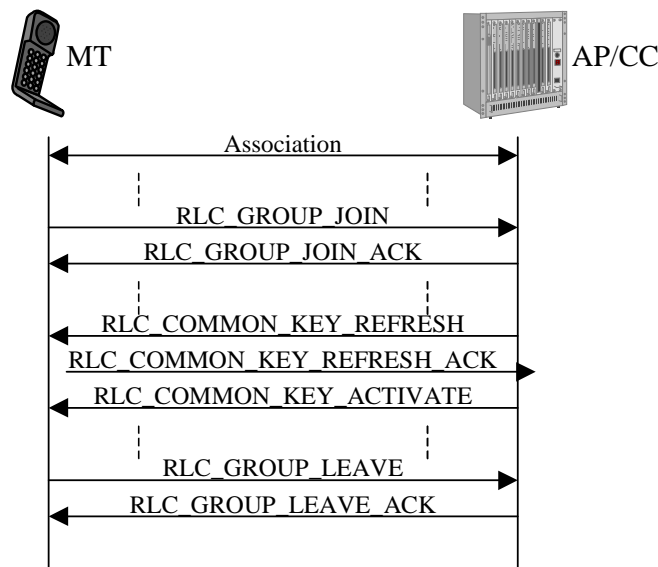 MT
AP/CC
Association
RLC_GROUP_JOIN
RLC_GROUP_JOIN_ACK
RLC_COMMON_KEY_REFRESH
RLC_COMMON_KEY_REFRESH_ACK
RLC_COMMON_KEY_ACTIVATE
RLC_GROUP_LEAVE
RLC_GROUP_LEAVE_ACK